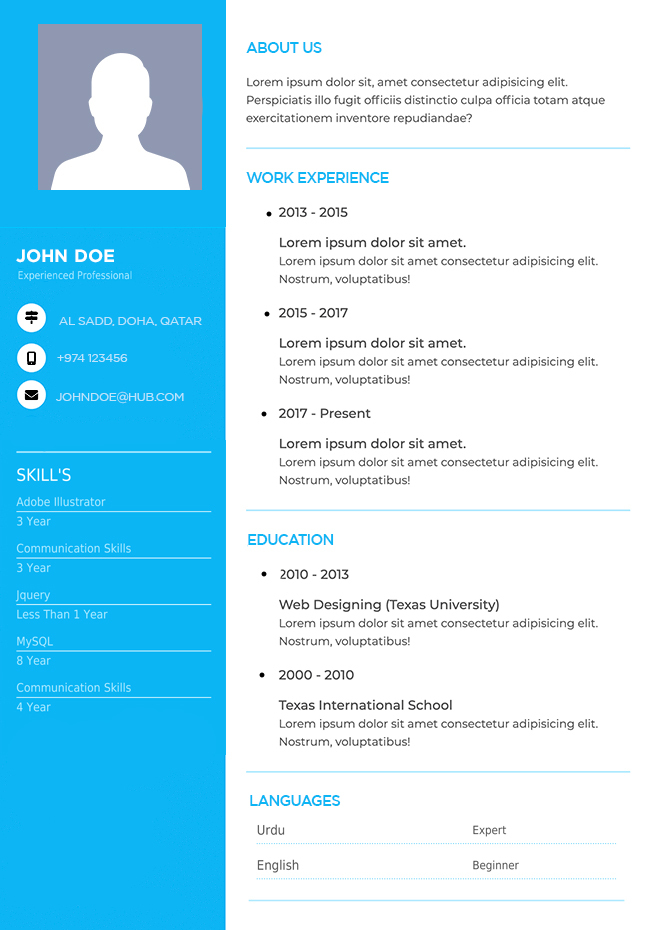 JOHN DOE
Experienced Professional
AL SADD, DOHA, QATAR
+974 123456
JOHNDOE@HUB.COM
SKILL'S
Adobe Illustrator
3 Year
Communication Skills
3 Year
Jquery
Less Than 1 Year
MySQL
8 Year
Communication Skills
4 Year
ABOUT US
Lorem ipsum dolor sit, amet consectetur adipisicing elit.
Perspiciatis illo fugit officiis distinctio culpa officia totam atque
exercitationem inventore repudiandae?
WORK EXPERIENCE
2013 - 2015
Lorem ipsum dolor sit amet.
Lorem ipsum dolor sit amet consectetur adipisicing elit.
Nostrum, voluptatibus!
2015 - 2017
Lorem ipsum dolor sit amet.
Lorem ipsum dolor sit amet consectetur adipisicing elit.
Nostrum, voluptatibus!
2017 - Present
Lorem ipsum dolor sit amet.
Lorem ipsum dolor sit amet consectetur adipisicing elit.
Nostrum, voluptatibus!
EDUCATION
2010 - 2013
Web Designing (Texas University)
Lorem ipsum dolor sit amet consectetur adipisicing elit.
Nostrum, voluptatibus!
2000 - 2010
Texas International School
Lorem ipsum dolor sit amet consectetur adipisicing elit.
Nostrum, voluptatibus!
LANGUAGES
Urdu Expert
English Beginner